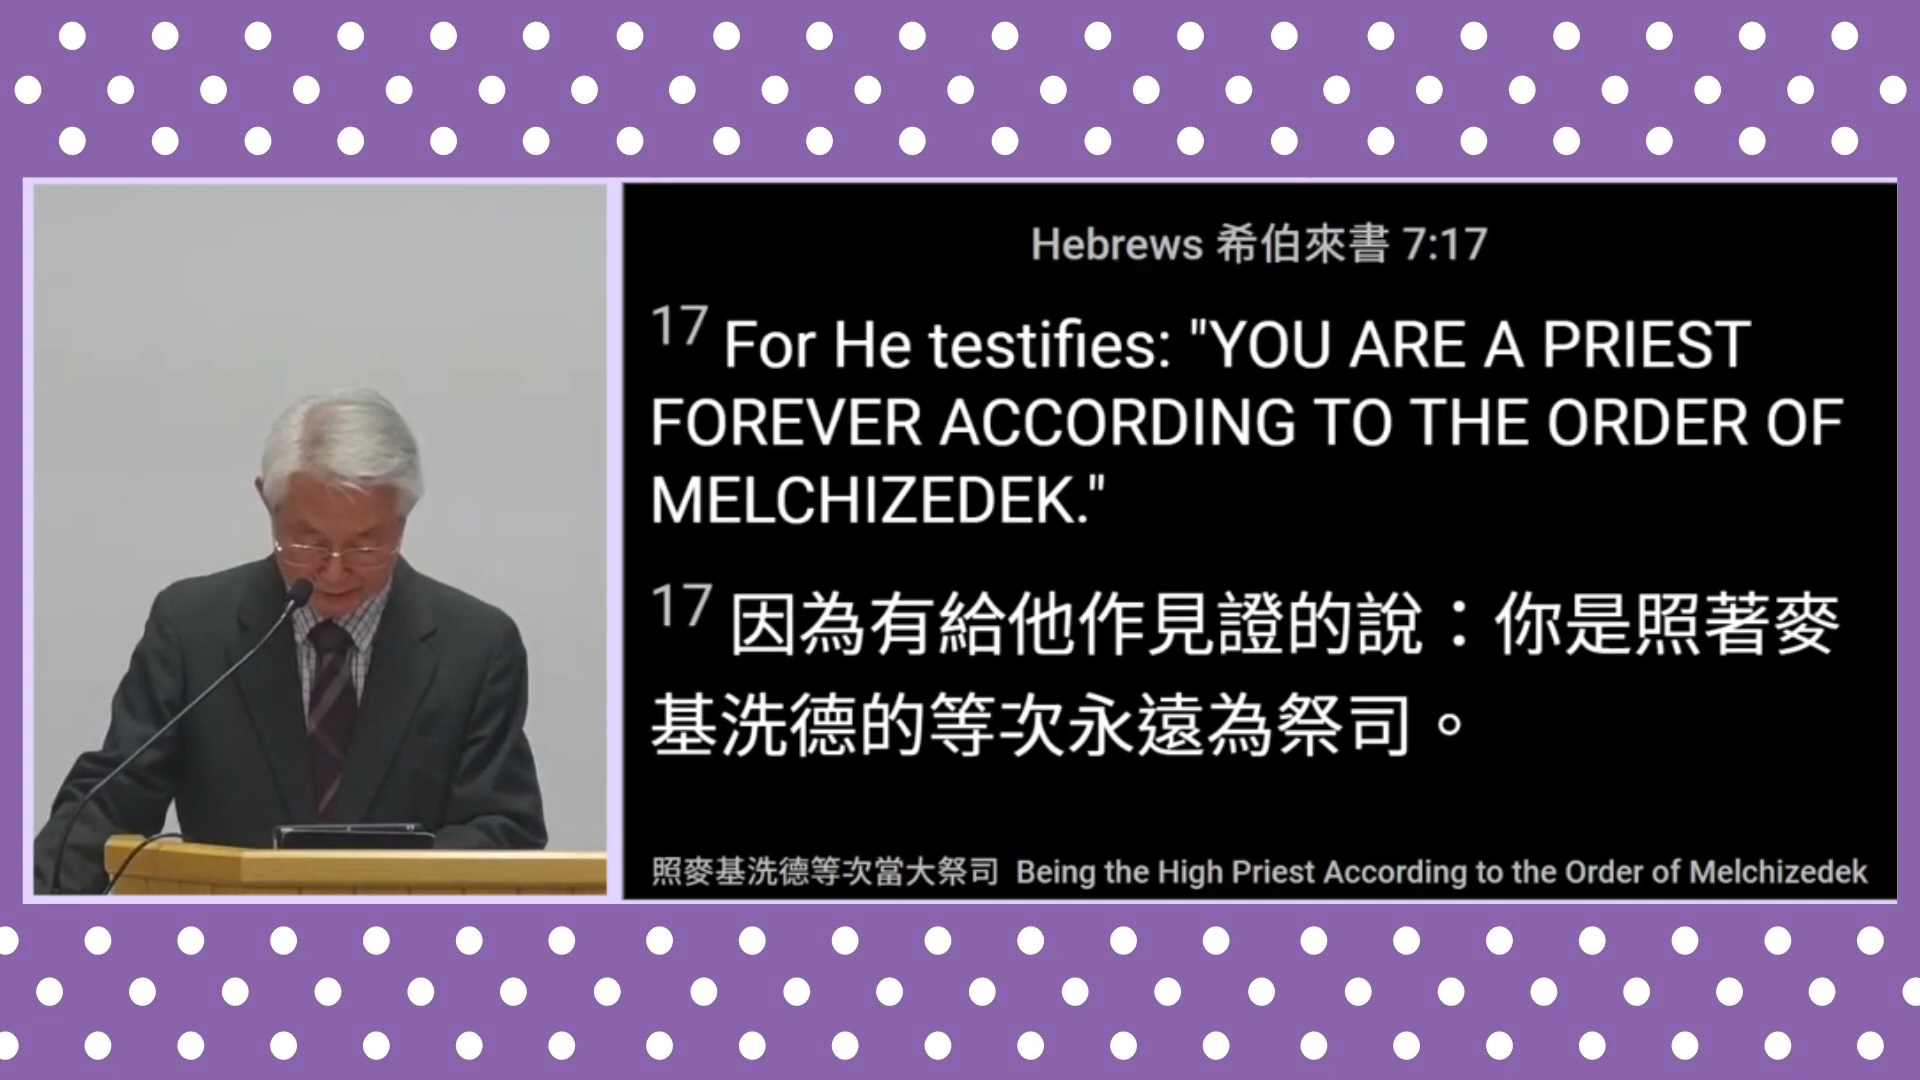 Hebrews 希伯來書 7:17
17 For He testifies: "YOU ARE A PRIEST
FOREVER ACCORDING TO THE ORDER OF
MELCHIZEDEK."
17 因為有給他作見證的說：你是照著麥
基洗德的等次永遠為祭司。
照麥基洗德等次當大祭司 Being the High Priest According to the Order of Melchizedek